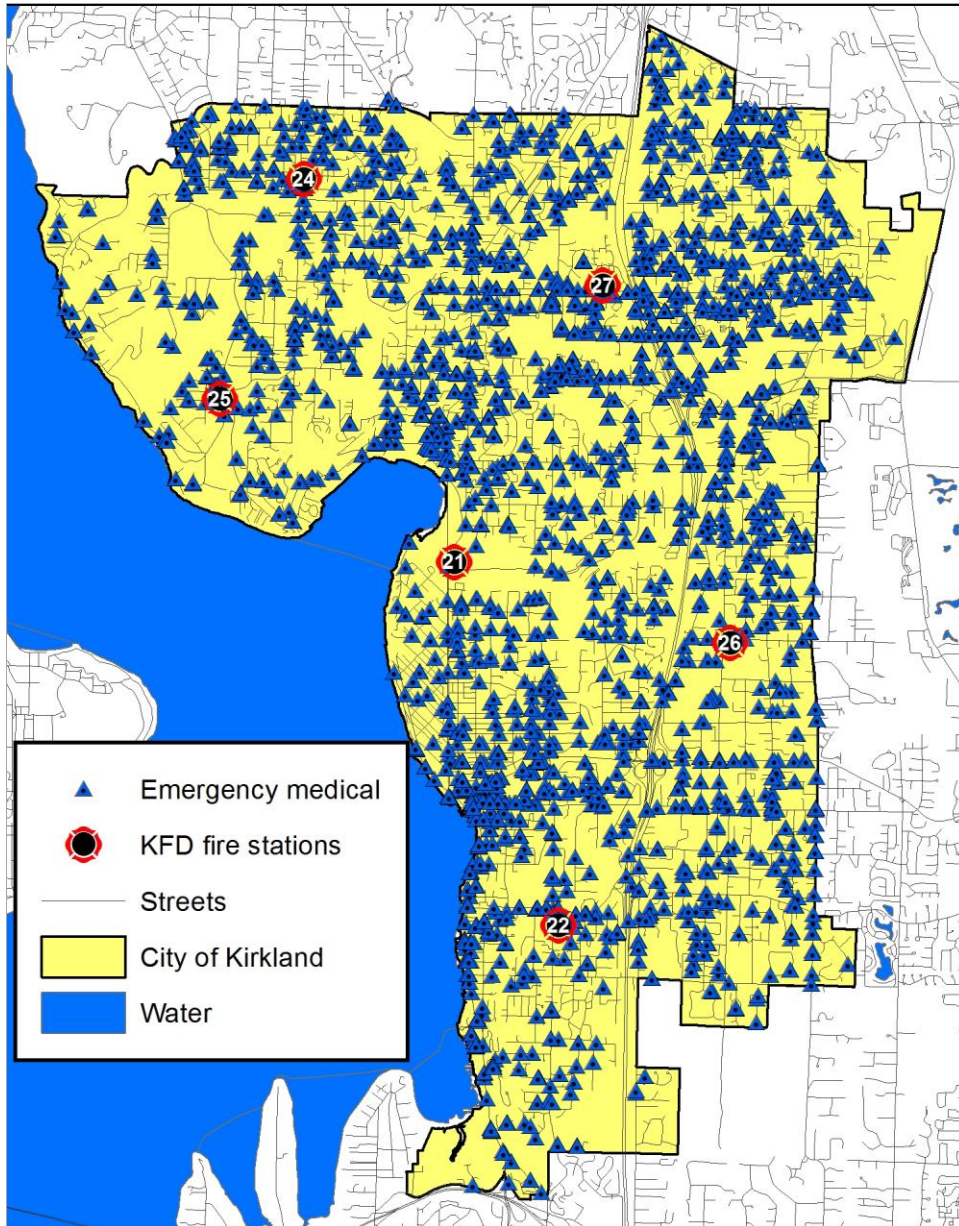 24
27
25
21
26
22
Emergency medical
KFD fire stations
Streets
City of Kirkland
Water